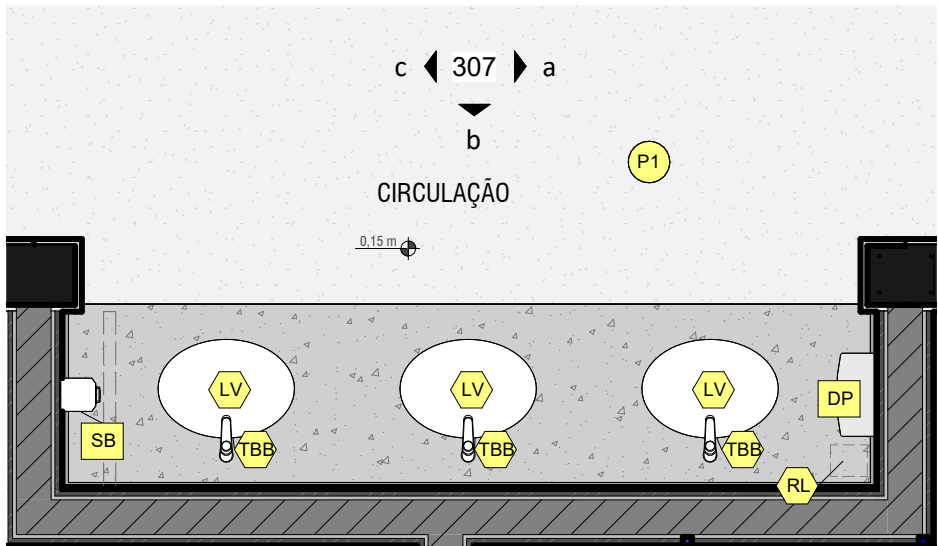 c 307 a
b
P1
CIRCULAÇÃO
0,15 m
LV LV LV DP
SB TBB TBB TBB
RL